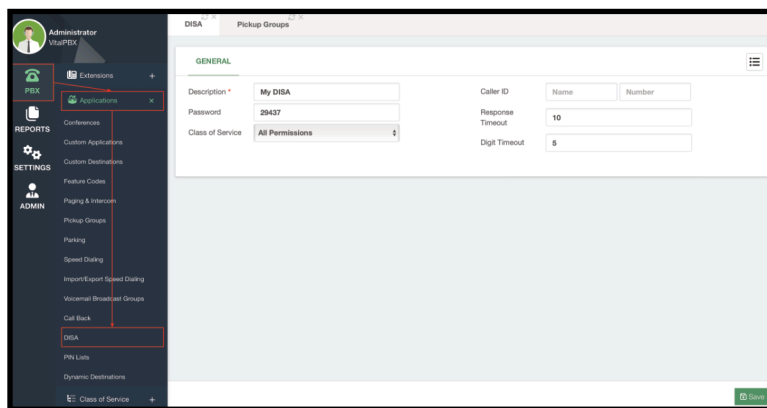 Administrator
VitalPBX
PBX
REPORTS
SETTINGS
ADMIN
Extensions +
Applications ×
Conferences
Custom Applications
Custom Destinations
Feature Codes
Paging & Intercom
Pickup Groups
Parking
Speed Dialing
Import/Export Speed Dialing
Voicemail Broadcast Groups
Call Back
DISA
PIN Lists
Dynamic Destinations
Class of Service +
DISA
Pickup Groups
GENERAL
Description * My DISA
Password 29437
Class of Service All Permissions
Caller ID Name Number
Response
Timeout 10
Digit Timeout 5
Save